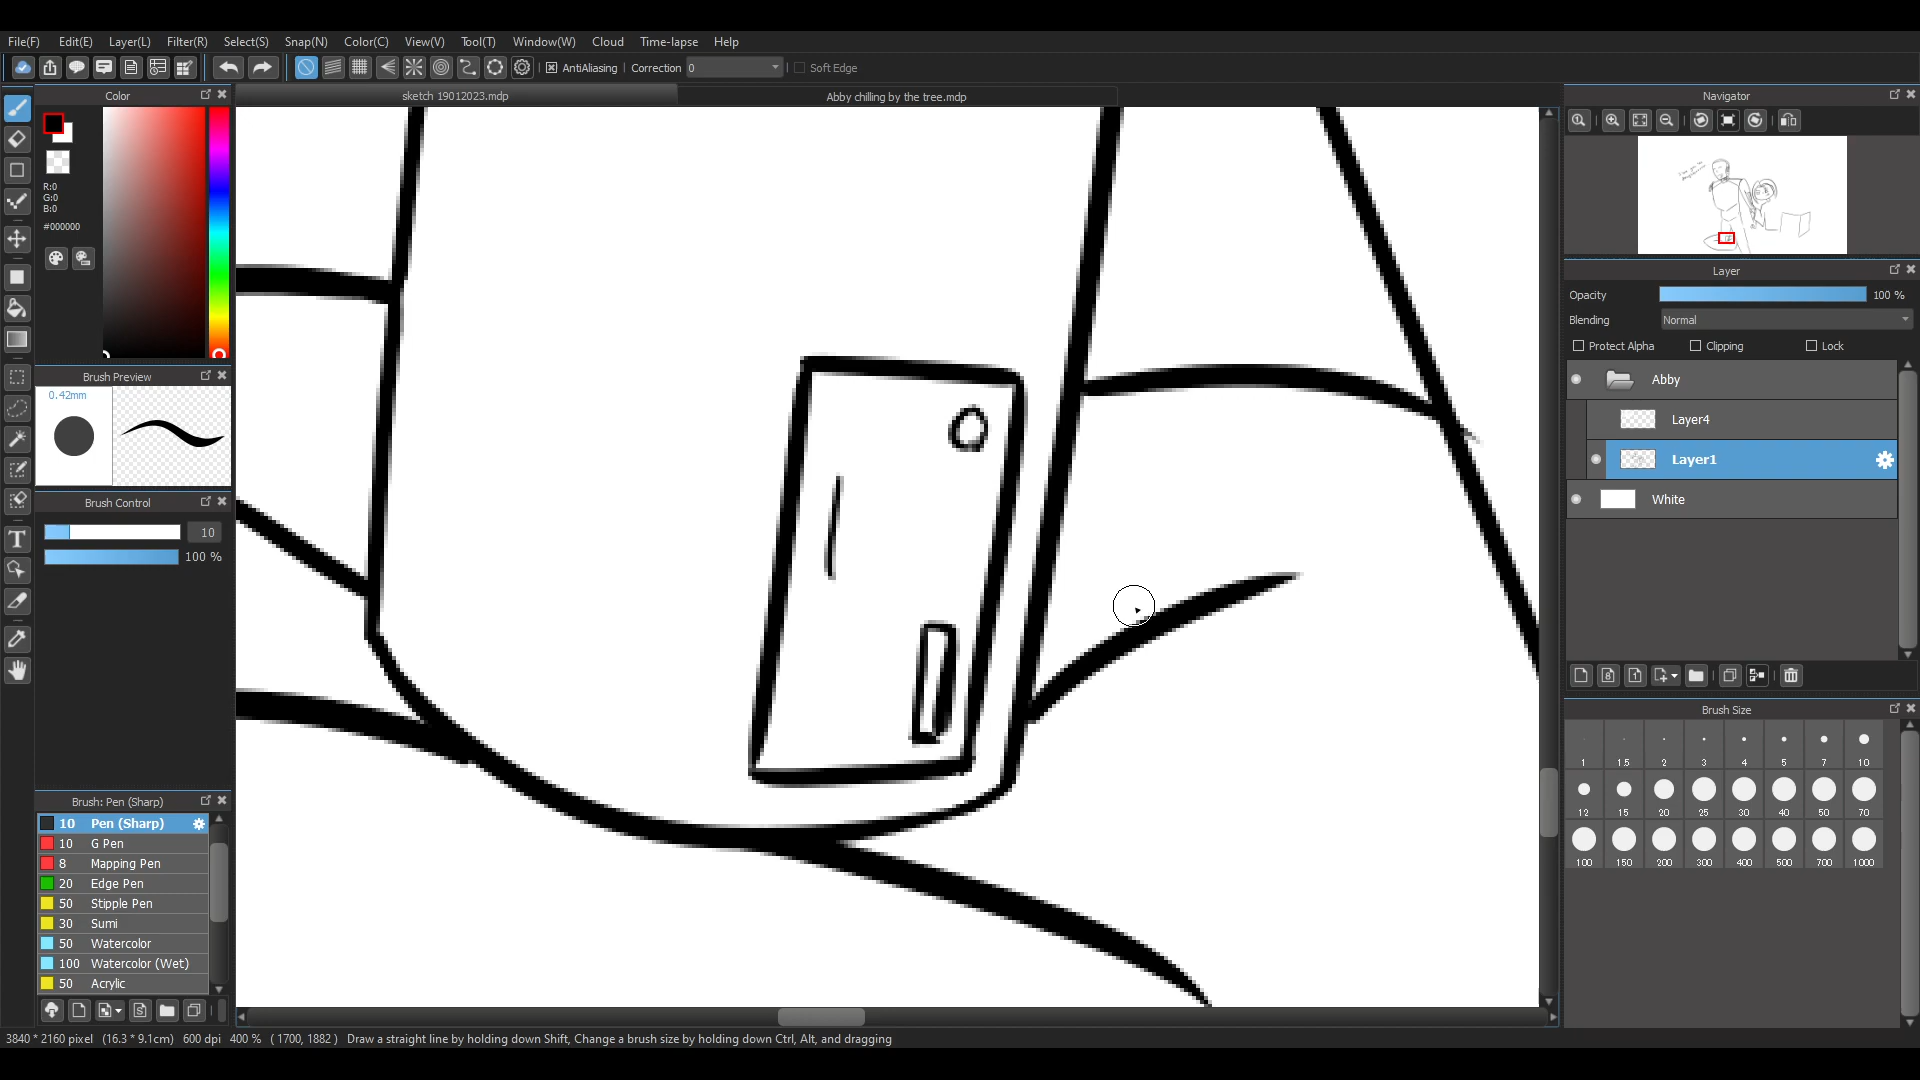 File(F) Edit(E) Layer(L) Filter(R) Select(S) Snap(N) Color(C) View(V) Tool(T) Window(W) Cloud Time-lapse Help
AntiAliasing Correction 0 Soft Edge
Color
sketch 19012023.mdp
Abby chilling by the tree.mdp
R:0
G:0
B:0
#000000
Brush Preview
0.42mm
Brush Control
10
100 %
Brush: Pen (Sharp)
10 Pen (Sharp)
10 G Pen
8 Mapping Pen
20 Edge Pen
50 Stipple Pen
30 Sumi
50 Watercolor
100 Watercolor (Wet)
50 Acrylic
Navigator
Layer
Opacity 100 %
Blending Normal
Protect Alpha Clipping Lock
Abby
Layer4
Layer1
White
Brush Size
1 1.5 2 3 4 5 7 10
12 15 20 25 30 40 50 70
100 150 200 300 400 500 700 1000
3840 * 2160 pixel (16.3 * 9.1cm) 600 dpi 400 % ( 1700, 1882 ) Draw a straight line by holding down Shift, Change a brush size by holding down Ctrl, Alt, and dragging